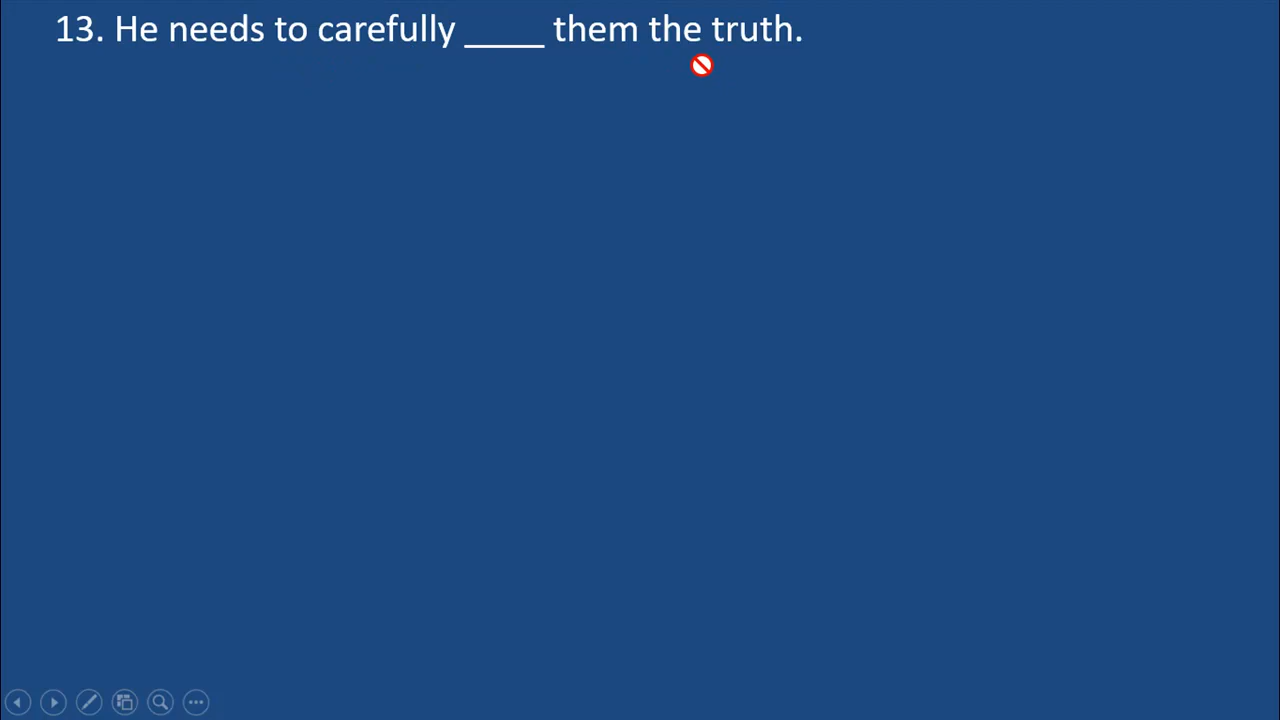 13. He needs to carefully _____ them the truth.